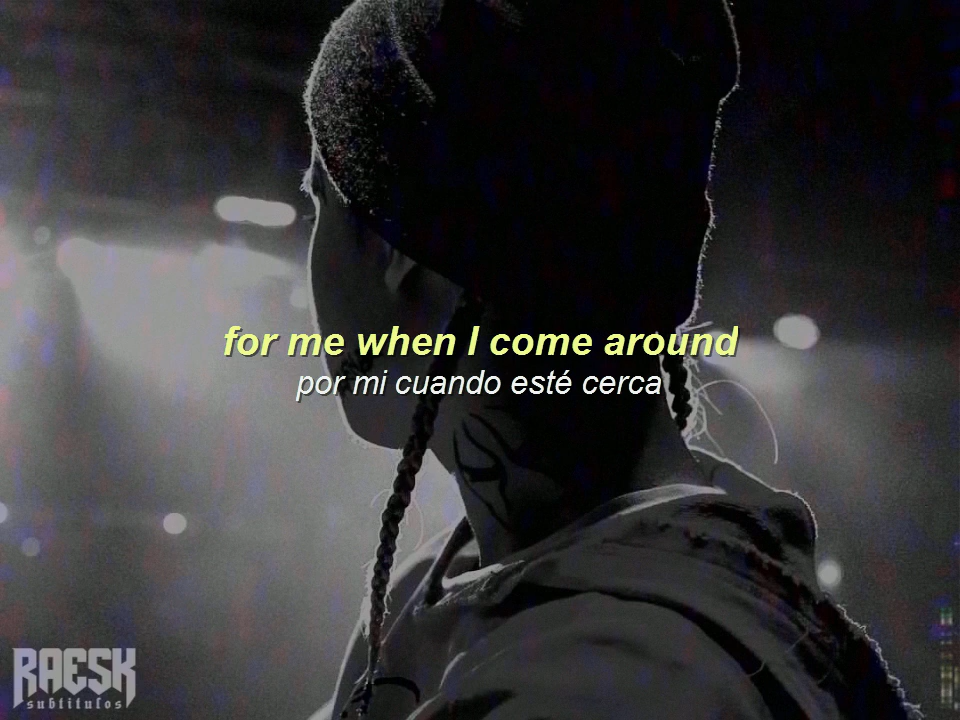 for me when I come around
por mi cuando esté cerca
RAESK
subtitulos